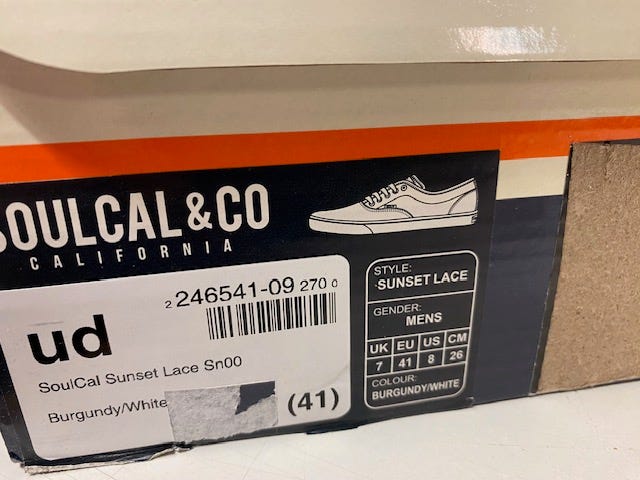 SOULCAL & CO
CALIFORNIA
2 246541-09 270 0
ud
SoulCal Sunset Lace Sn00
Burgundy/White
(41)
STYLE:
SUNSET LACE
GENDER:
MENS
UK EU US CM
7 41 8 26
COLOUR:
BURGUNDY/WHITE